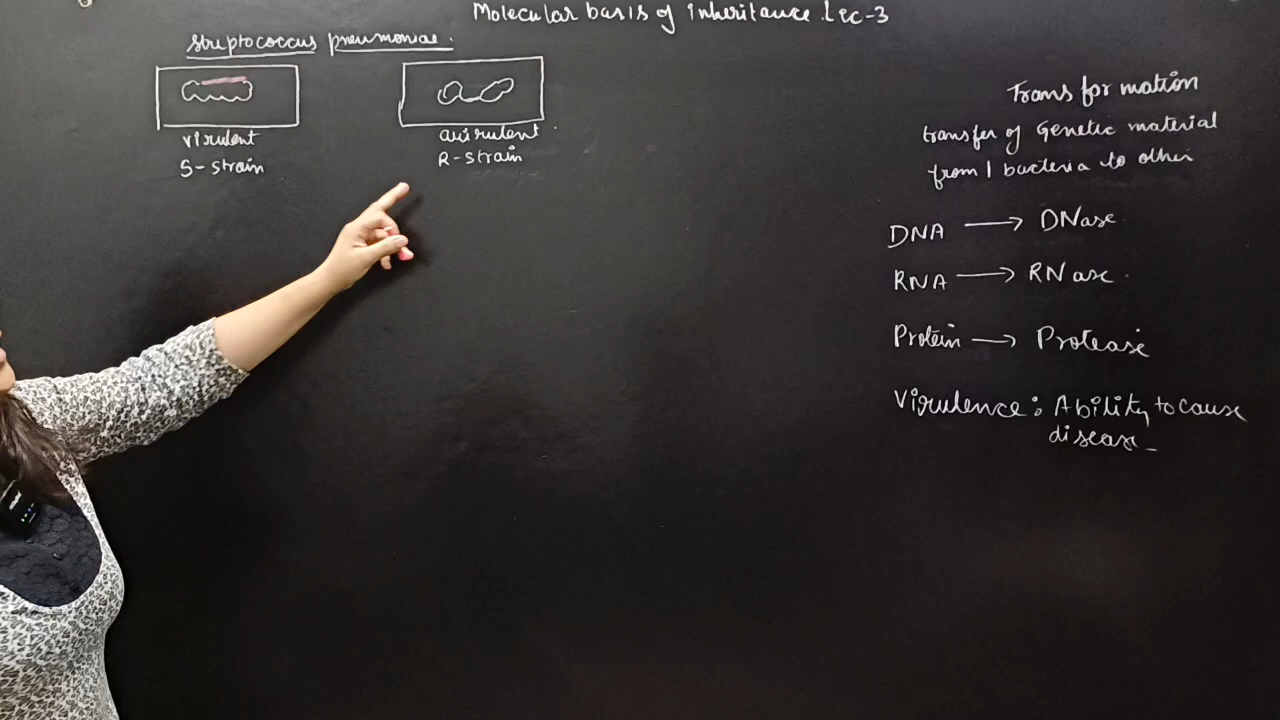 Molecular basis of inheritance. Lec-3
Streptococcus pneumoniae.
virulent
S-strain
avirulent
R-strain
Transformation
transfer of Genetic material
from 1 bacteria to other
DNA → DNase
RNA → RNase
Protein → Protease
Virulence: Ability to cause
disease